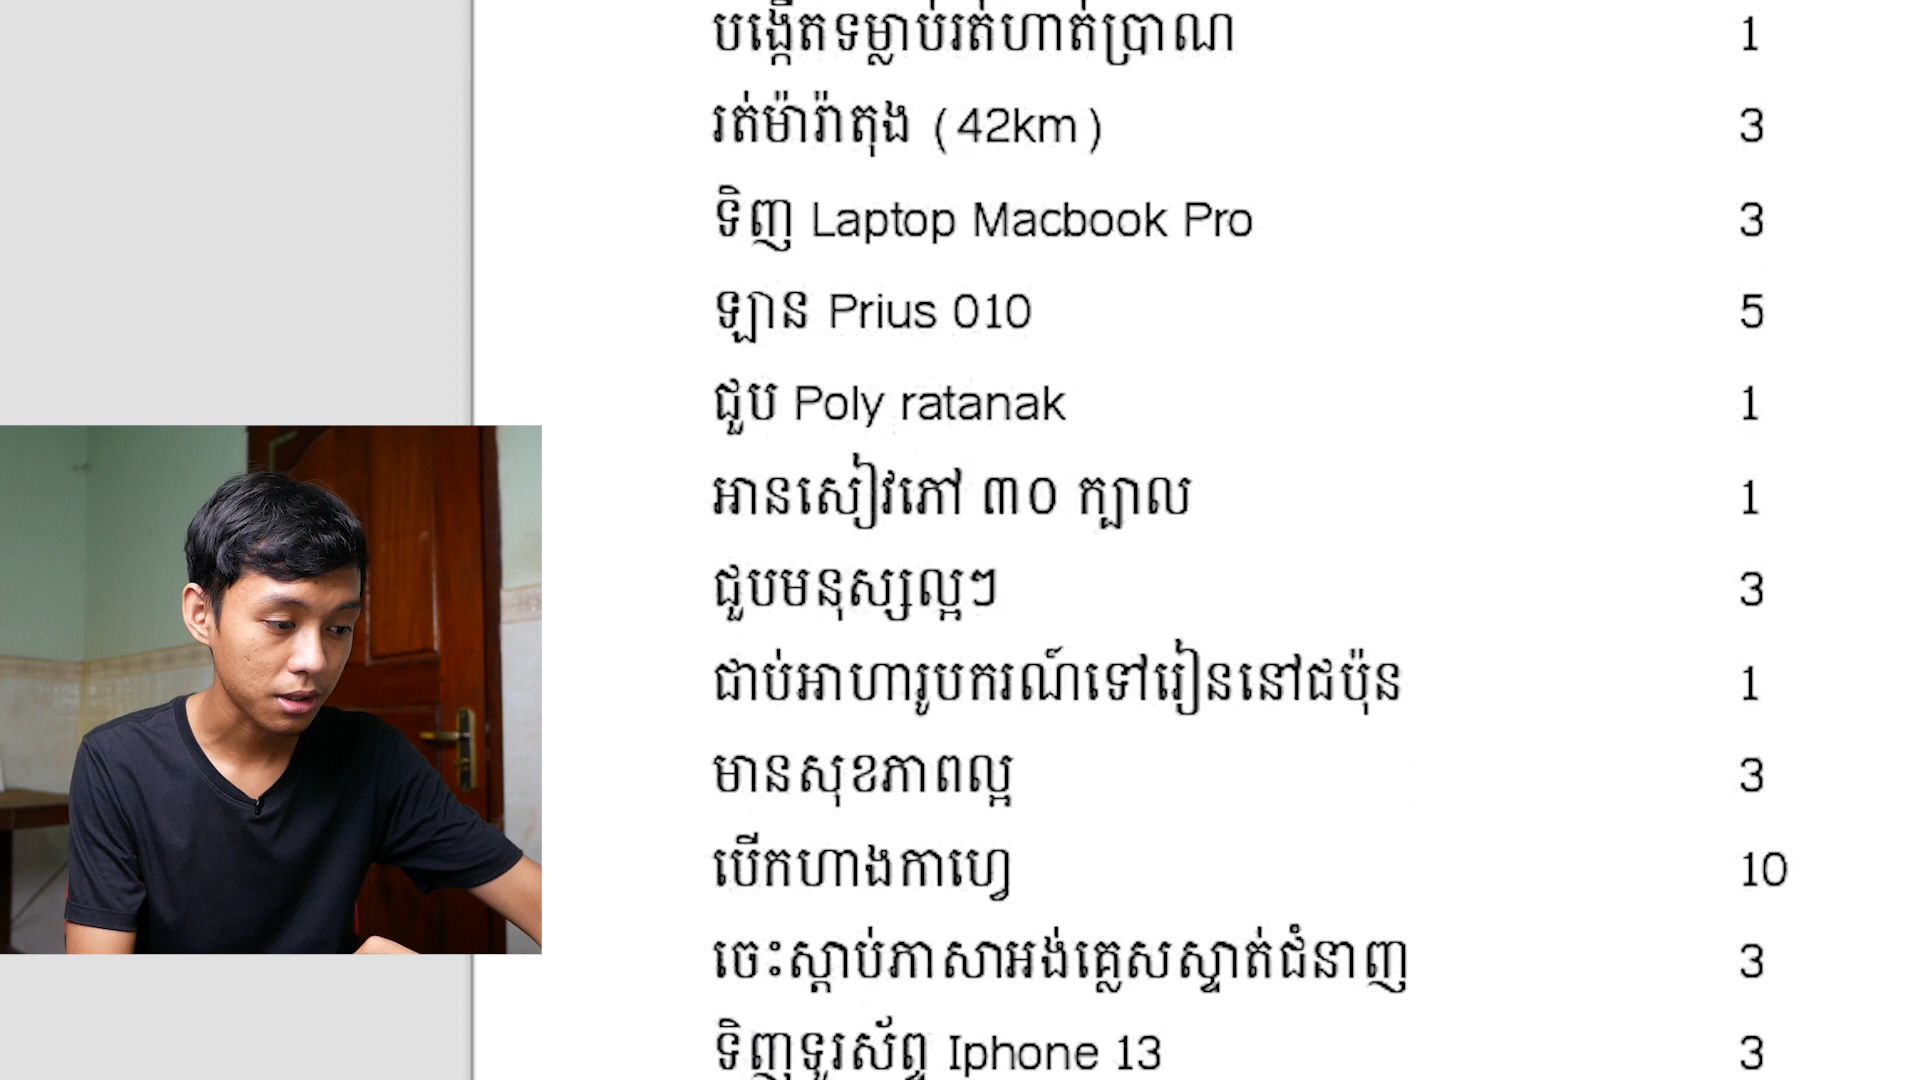 បង្កើតទម្លាប់រត់ហាត់ប្រាណ 1
រត់ម៉ារ៉ាតុង (42km) 3
ទិញ Laptop Macbook Pro 3
ឡាន Prius 010 5
ជួប Poly ratanak 1
អានសៀវភៅ ៣០ ក្បាល 1
ជួបមនុស្សល្អៗ 3
ជាប់អាហារូបករណ៍ទៅរៀននៅជប៉ុន 1
មានសុខភាពល្អ 3
បើកហាងកាហ្វេ 10
ចេះស្តាប់ភាសាអង់គ្លេសស្ទាត់ជំនាញ 3
ទិញទូរស័ព្ទ Iphone 13 3